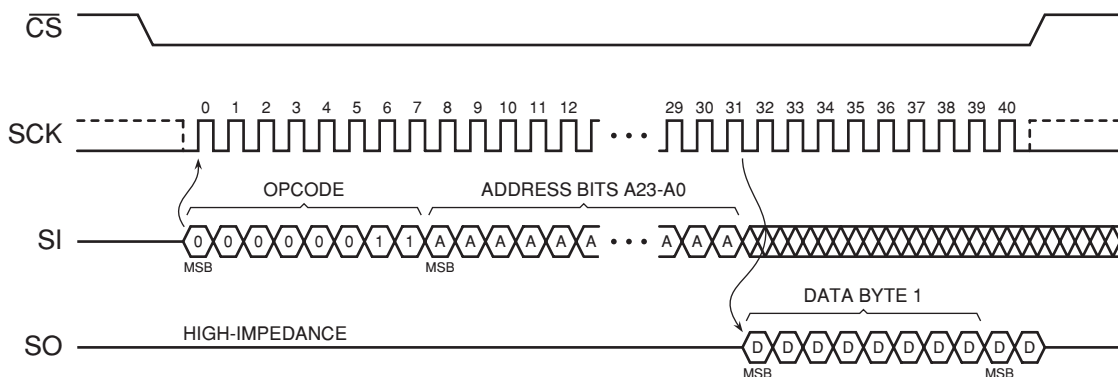 CS
0 1 2 3 4 5 6 7 8 9 10 11 12 29 30 31 32 33 34 35 36 37 38 39 40
SCK
OPCODE ADDRESS BITS A23-A0
SI 0 0 0 0 0 0 1 1 A A A A A A A A A
MSB MSB
DATA BYTE 1
HIGH-IMPEDANCE
SO D D D D D D D D D D
MSB MSB